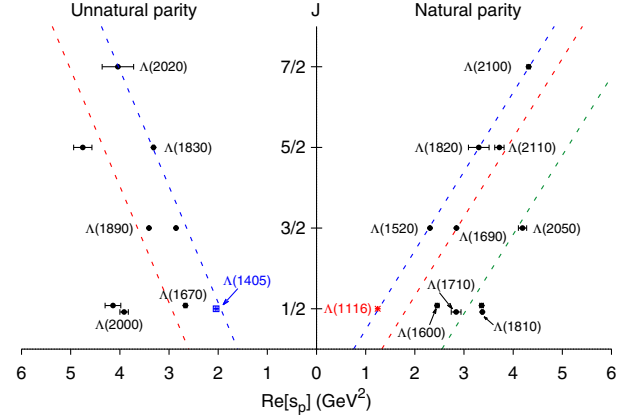 Unnatural parity J Natural parity
7/2 Λ(2020) Λ(2100)
5/2 Λ(1830) Λ(1820) Λ(2110)
3/2 Λ(1890) Λ(1520) Λ(1690) Λ(2050)
Λ(1405)
Λ(1670) Λ(1710)
1/2 Λ(1116)
Λ(2000) Λ(1600) Λ(1810)
6 5 4 3 2 1 0 1 2 3 4 5 6
Re[s_p] (GeV²)